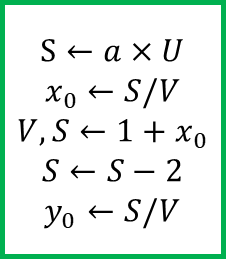 S ← a × U
x₀ ← S/V
V, S ← 1 + x₀
S ← S − 2
y₀ ← S/V